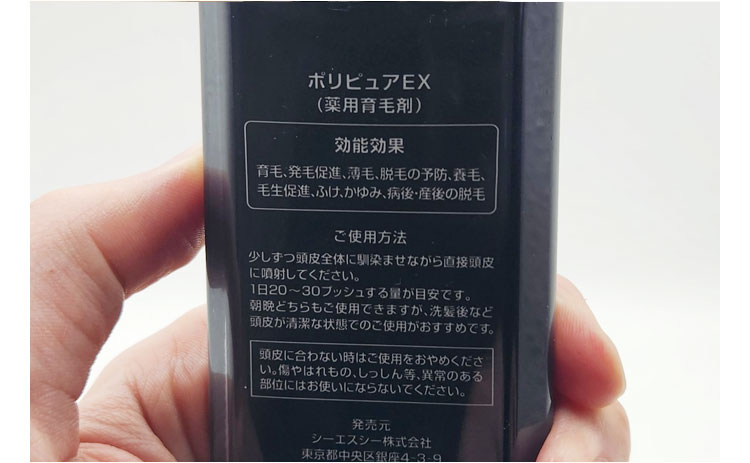 ポリピュアEX
(薬用育毛剤)
効能効果
育毛、発毛促進、薄毛、脱毛の予防、養毛、
毛生促進、ふけ、かゆみ、病後・産後の脱毛
ご使用方法
少しずつ頭皮全体に馴染ませながら直接頭皮
に噴射してください。
1日20〜30プッシュする量が目安です。
朝晩どちらもご使用できますが、洗髪後など
頭皮が清潔な状態でのご使用がおすすめです。
頭皮に合わない時はご使用をおやめくださ
い。傷やはれもの、しっしん等、異常のある
部位にはお使いにならないでください。
発売元
シーエスシー株式会社
東京都中央区銀座4-3-9